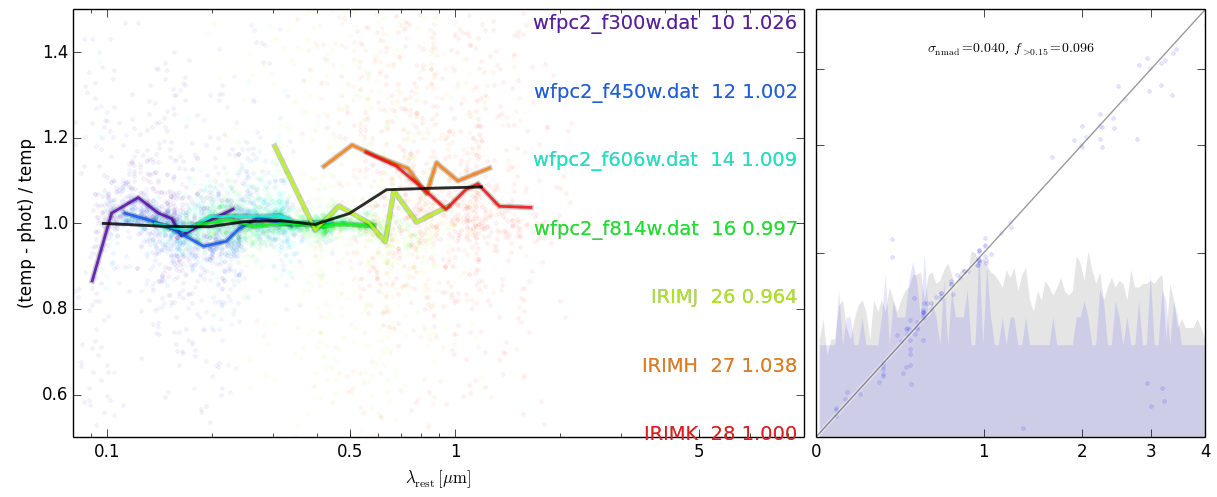 wfpc2_f300w.dat 10 1.026
wfpc2_f450w.dat 12 1.002
wfpc2_f606w.dat 14 1.009
wfpc2_f814w.dat 16 0.997
IRIMJ 26 0.964
IRIMH 27 1.038
IRIMK 28 1.000
(temp - phot) / temp
1.4
1.2
1.0
0.8
0.6
0.1
0.5
1
5
λrest [μm]
σnmad=0.040, f>0.15=0.096
0
1
2
3
4